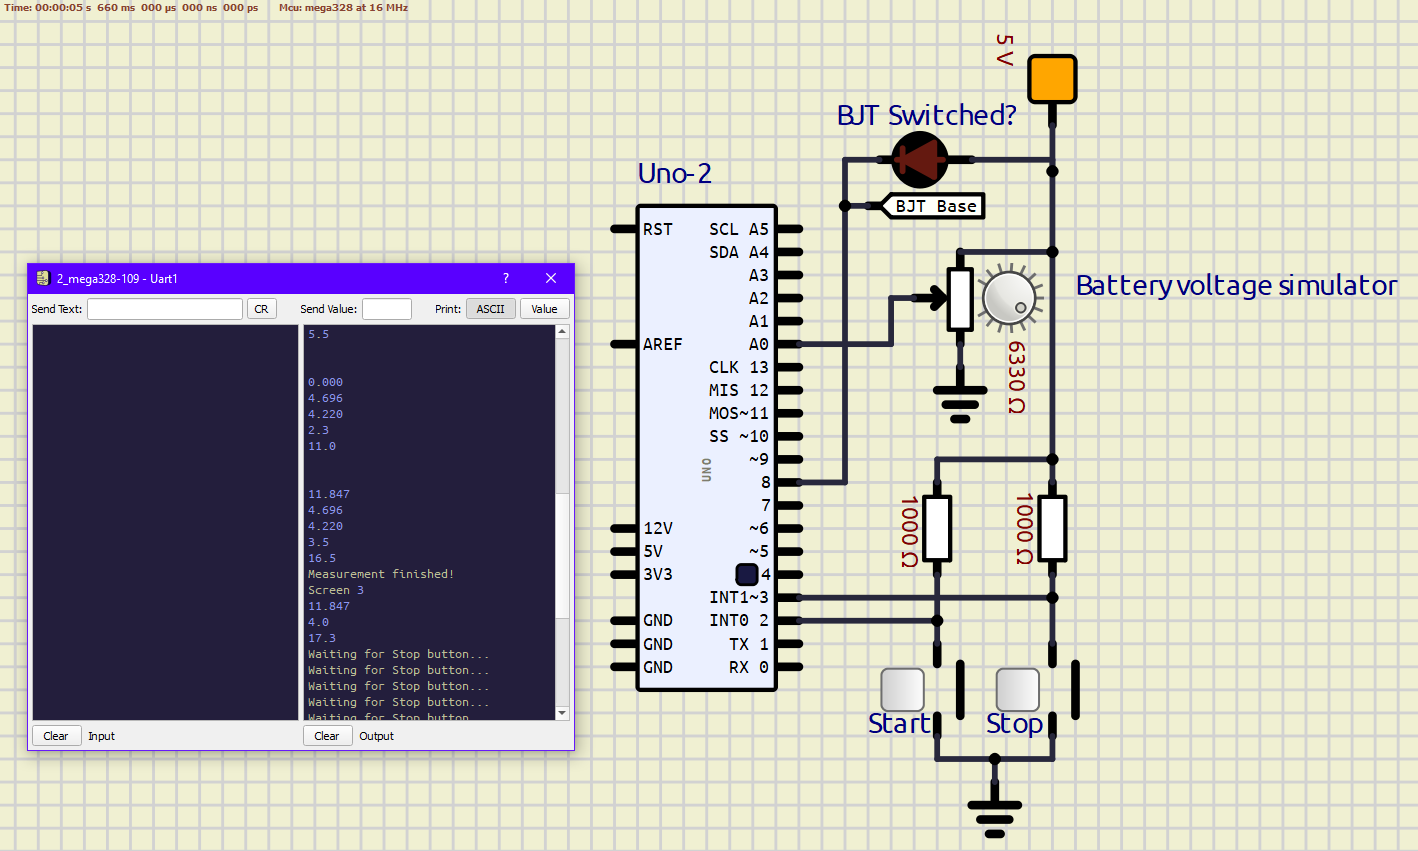 Time: 00:00:05 s 660 ms 000 µs 000 ns 000 ps Mcu: mega328 at 16 MHz
5 V
BJT Switched?
Uno-2
BJT Base
RST
SCL A5
SDA A4
A3
A2
A1
AREF
A0
CLK 13
MIS 12
MOS~11
SS ~10
~9
UNO
8
7
12V
~6
5V
~5
3V3
4
INT1~3
GND
INT0 2
GND
TX 1
GND
RX 0
Battery voltage simulator
6330 Ω
1000 Ω
1000 Ω
Start
Stop
2_mega328-109 - Uart1
?
Send Text:
CR
Send Value:
Print:
ASCII
Value
5.5
0.000
4.696
4.220
2.3
11.0
11.847
4.696
4.220
3.5
16.5
Measurement finished!
Screen 3
11.847
4.0
17.3
Waiting for Stop button...
Waiting for Stop button...
Waiting for Stop button...
Waiting for Stop button...
Waiting for Stop button
Clear
Input
Clear
Output